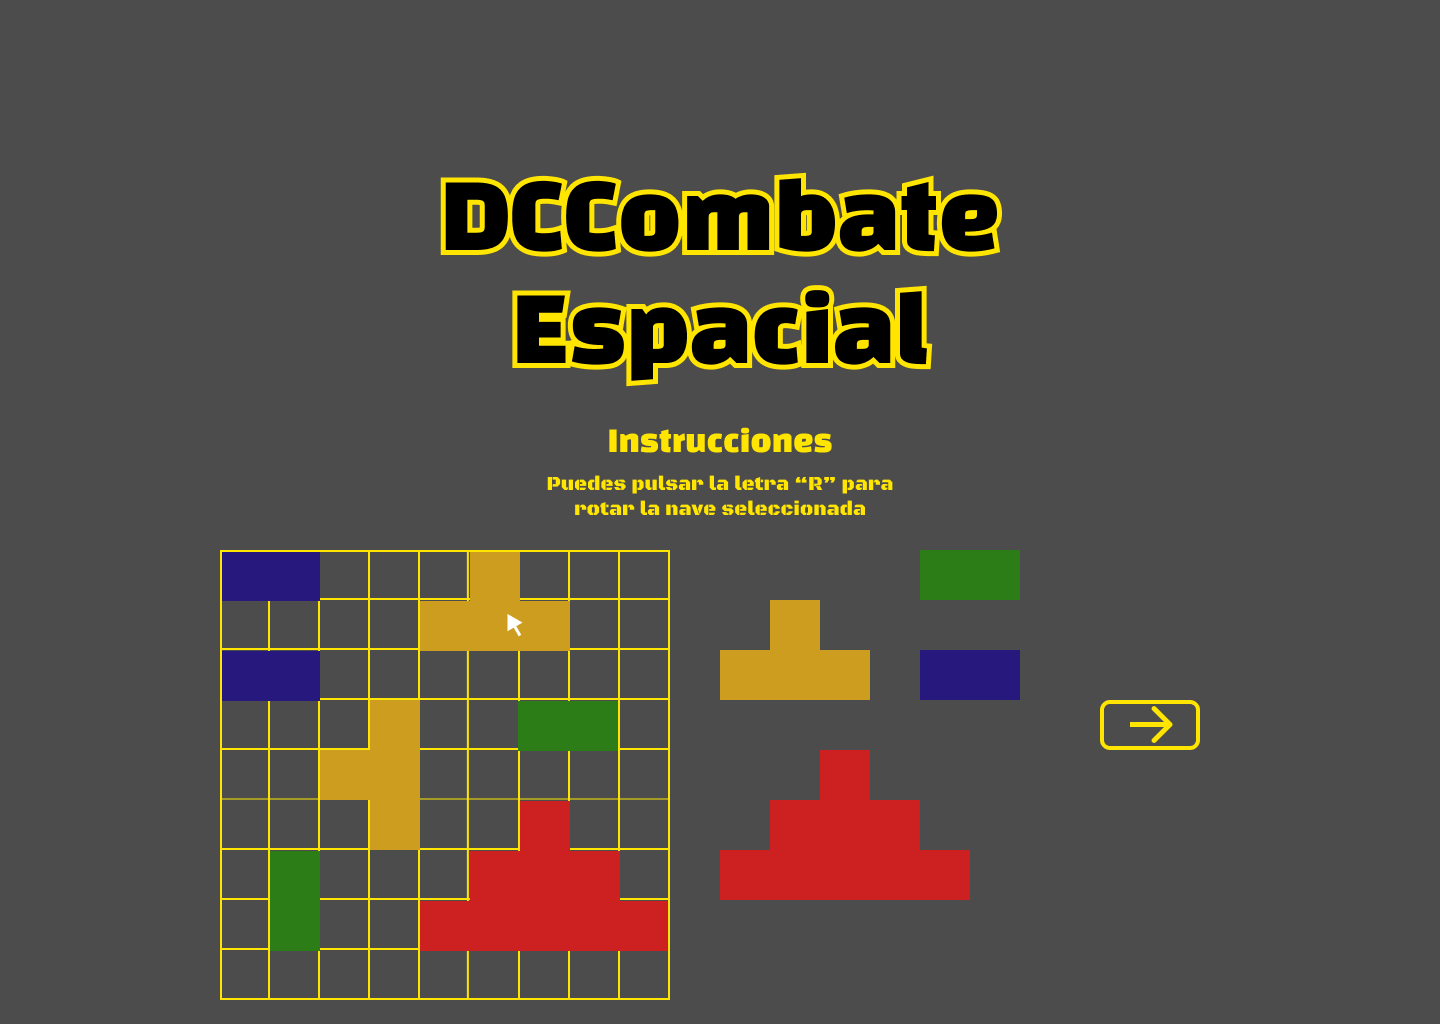 DCCombate
Espacial
Instrucciones
Puedes pulsar la letra “R” para
rotar la nave seleccionada